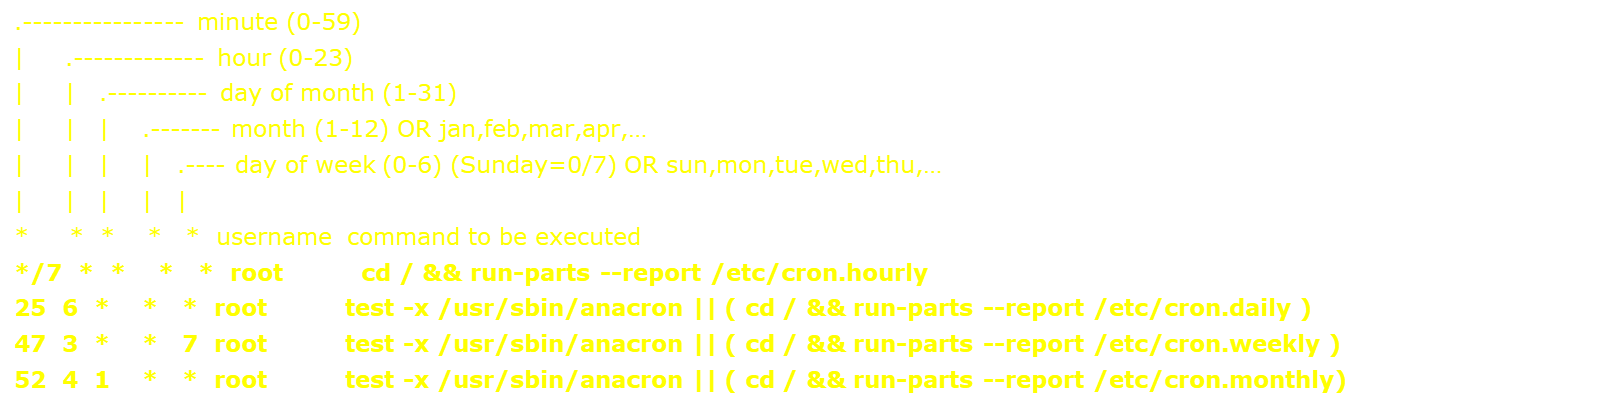 .---------------- minute (0-59)
| .------------- hour (0-23)
| | .---------- day of month (1-31)
| | | .------- month (1-12) OR jan,feb,mar,apr,...
| | | | .---- day of week (0-6) (Sunday=0/7) OR sun,mon,tue,wed,thu,...
| | | | |
* * * * * username command to be executed
*/7 * * * * root cd / && run-parts --report /etc/cron.hourly
25 6 * * * root test -x /usr/sbin/anacron || ( cd / && run-parts --report /etc/cron.daily )
47 3 * * 7 root test -x /usr/sbin/anacron || ( cd / && run-parts --report /etc/cron.weekly )
52 4 1 * * root test -x /usr/sbin/anacron || ( cd / && run-parts --report /etc/cron.monthly)